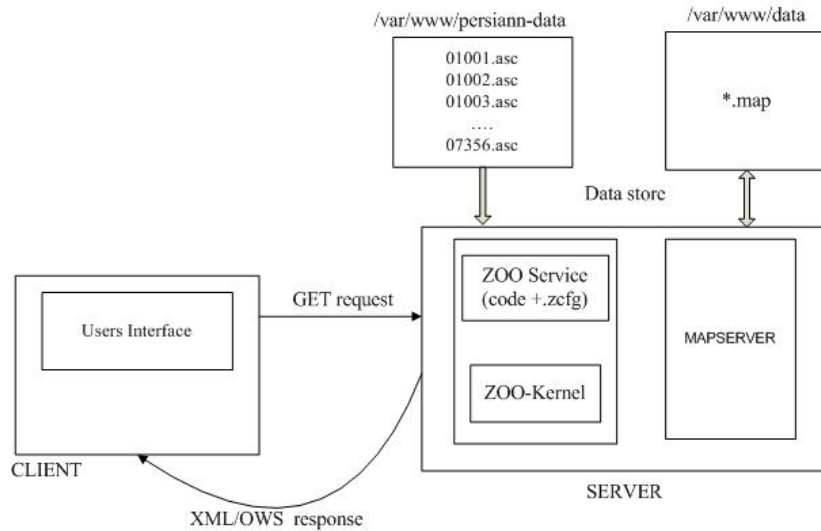 /var/www/persiann-data
/var/www/data
01001.asc
01002.asc
01003.asc
....
07356.asc
*.map
Data store
ZOO Service
(code +.zcfg)
GET request
Users Interface
MAPSERVER
ZOO-Kernel
CLIENT
SERVER
XML/OWS response